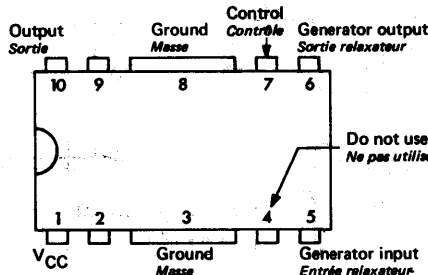 Output
Sortie
Ground
Masse
Control
Contrôle
Generator output
Sortie relaxateur
10 9 8 7 6
Do not use
Ne pas utilise
1 2 3 4 5
VCC
Ground
Masse
Generator input
Entrée relaxateur